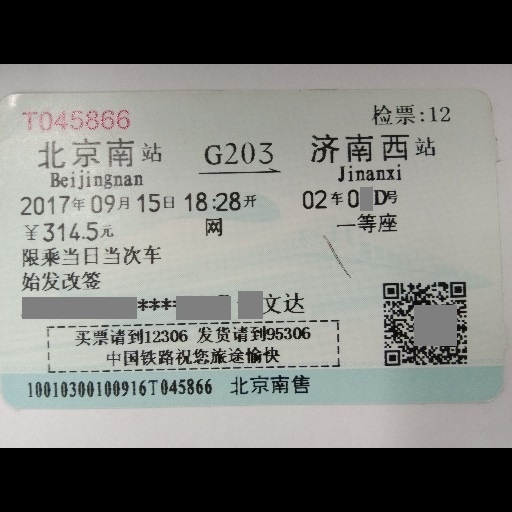 T045866 检票:12
北京南站 G203 济南西站
Beijingnan Jinanxi
2017年09月15日 18:28开 02车0 D号
￥314.5元 网 一等座
限乘当日当次车
始发改签
**** 文达
买票请到12306 发货请到95306
中国铁路祝您旅途愉快
10010300100916T045866 北京南售